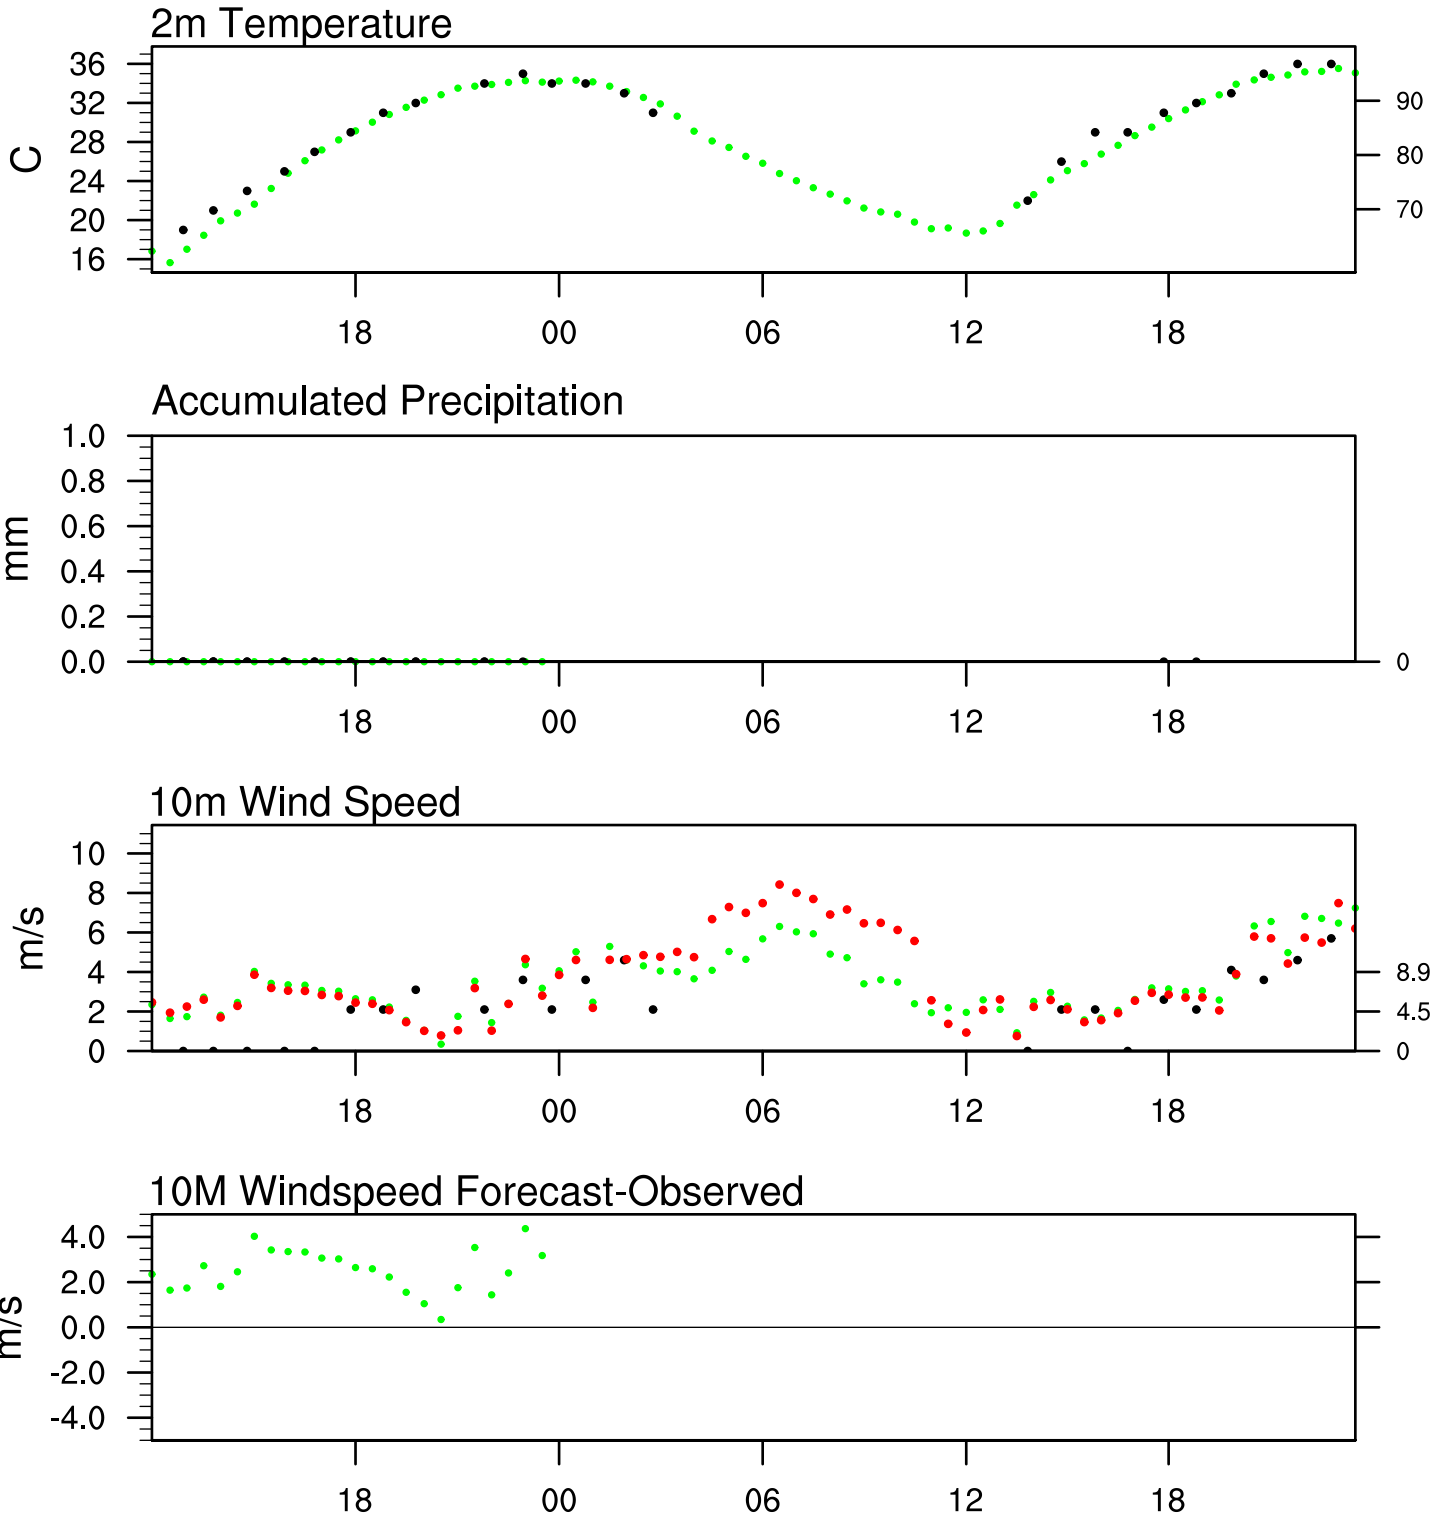 2m Temperature
36
32
28
24
20
16
C
90
80
70
18 00 06 12 18
Accumulated Precipitation
1.0
0.8
0.6
0.4
0.2
0.0
mm
0
18 00 06 12 18
10m Wind Speed
10
8
6
4
2
0
m/s
8.9
4.5
0
18 00 06 12 18
10M Windspeed Forecast-Observed
4.0
2.0
0.0
-2.0
-4.0
m/s
18 00 06 12 18